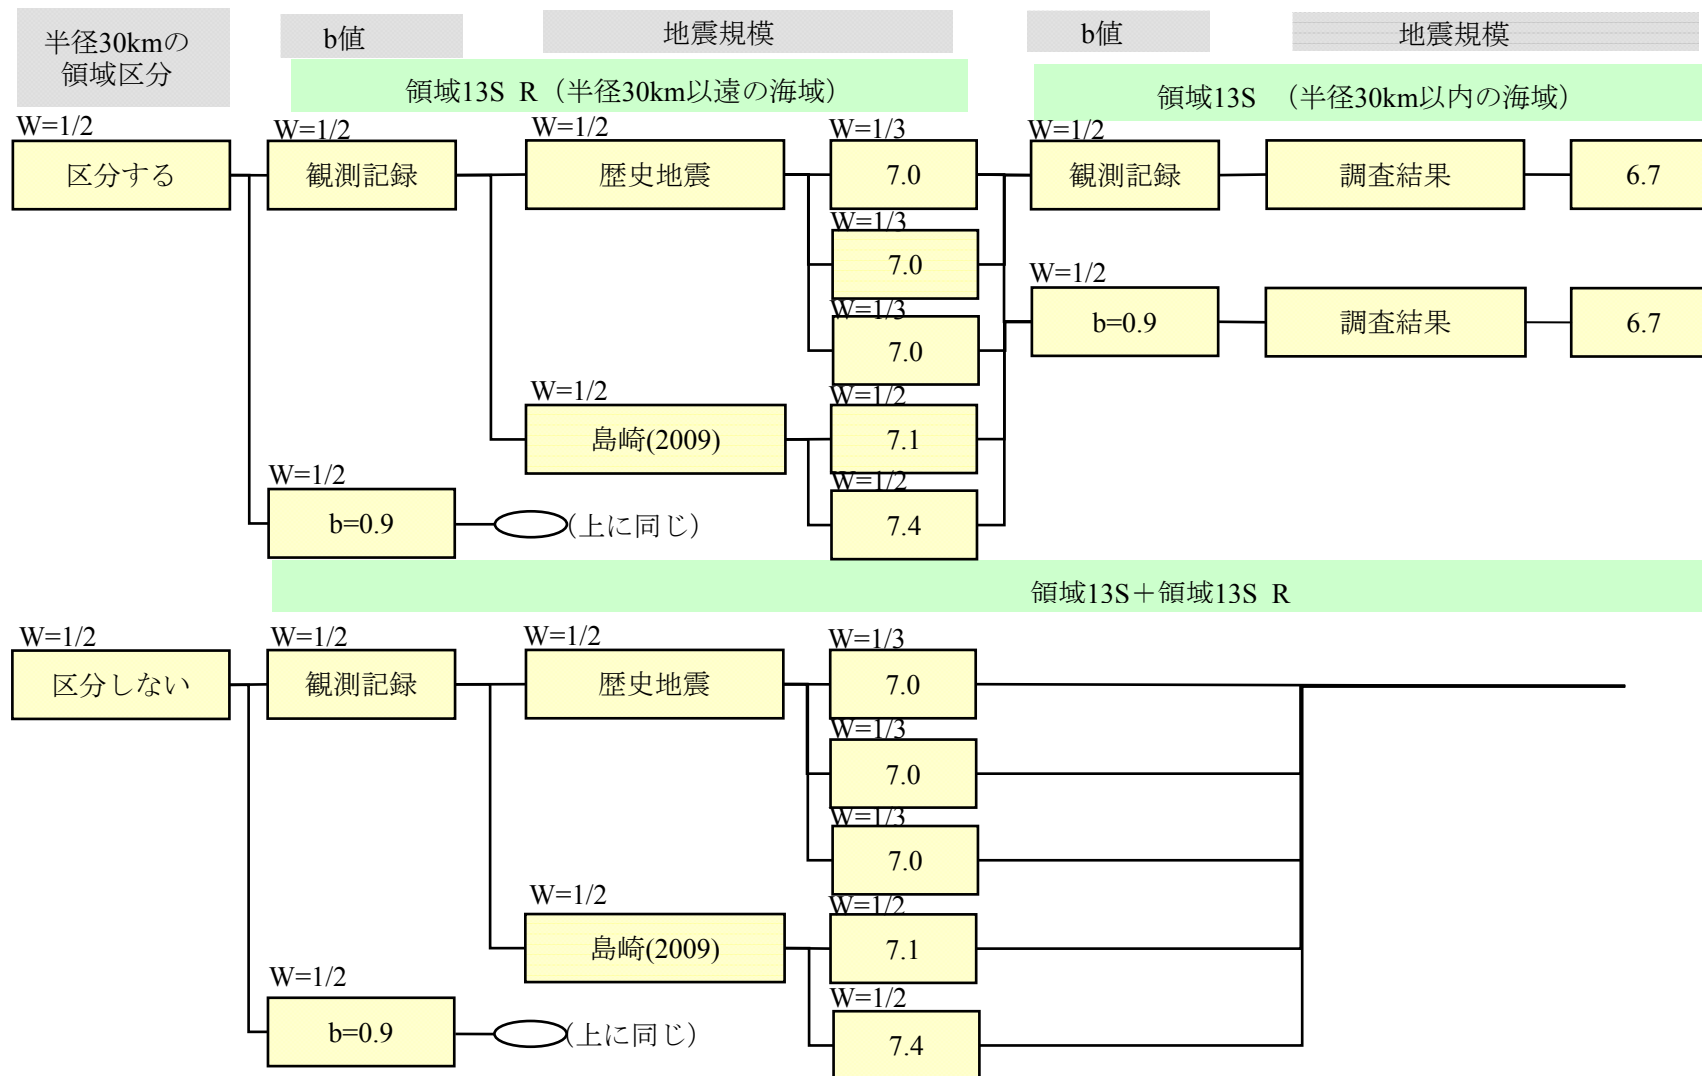 半径30kmの
領域区分
b値
地震規模
b値
地震規模
領域13S R（半径30km以遠の海域）
領域13S （半径30km以内の海域）
W=1/2
区分する
W=1/2
観測記録
W=1/2
歴史地震
W=1/3
7.0
W=1/2
観測記録
調査結果
6.7
W=1/3
7.0
W=1/3
7.0
W=1/2
b=0.9
調査結果
6.7
W=1/2
島崎(2009)
W=1/2
7.1
W=1/2
7.4
W=1/2
b=0.9
(上に同じ）
領域13S＋領域13S R
W=1/2
区分しない
W=1/2
観測記録
W=1/2
歴史地震
W=1/3
7.0
W=1/3
7.0
W=1/3
7.0
W=1/2
島崎(2009)
W=1/2
7.1
W=1/2
7.4
W=1/2
b=0.9
(上に同じ）